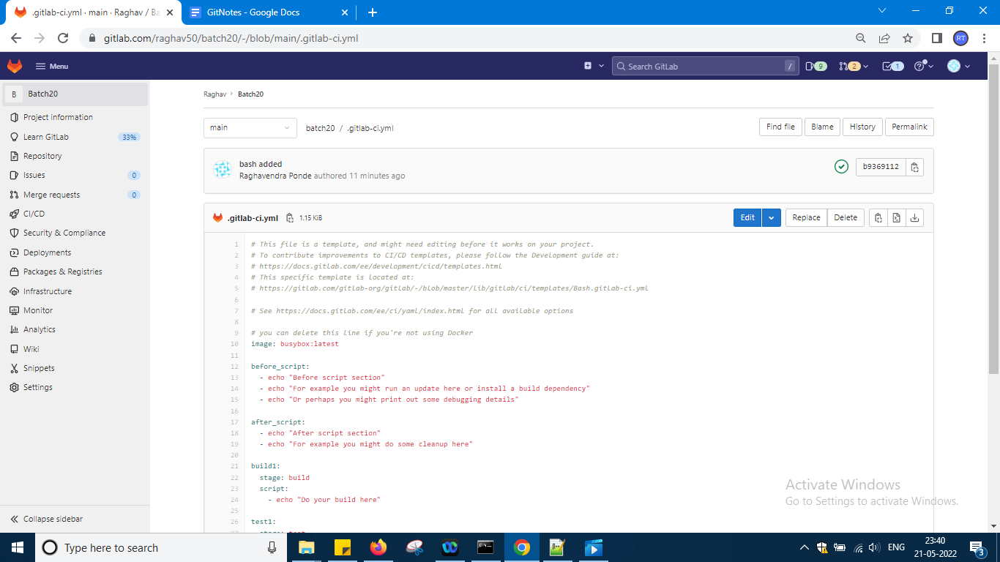 .gitlab-ci.yml · main · Raghav / Ba
GitNotes - Google Docs
gitlab.com/raghav50/batch20/-/blob/main/.gitlab-ci.yml
RT
Menu
Search GitLab
/
9
2
1
B
Batch20
Project information
Learn GitLab
33%
Repository
Issues
0
Merge requests
0
CI/CD
Security & Compliance
Deployments
Packages & Registries
Infrastructure
Monitor
Analytics
Wiki
Snippets
Settings
Collapse sidebar
Raghav › Batch20
main
batch20 / .gitlab-ci.yml
Find file
Blame
History
Permalink
bash added
Raghavendra Ponde authored 11 minutes ago
b9369112
.gitlab-ci.yml
1.15 KiB
Edit
Replace
Delete
1 # This file is a template, and might need editing before it works on your project.
2 # To contribute improvements to CI/CD templates, please follow the Development guide at:
3 # https://docs.gitlab.com/ee/development/cicd/templates.html
4 # This specific template is located at:
5 # https://gitlab.com/gitlab-org/gitlab/-/blob/master/lib/gitlab/ci/templates/Bash.gitlab-ci.yml
6
7 # See https://docs.gitlab.com/ee/ci/yaml/index.html for all available options
8
9 # you can delete this line if you're not using Docker
10 image: busybox:latest
11
12 before_script:
13 - echo "Before script section"
14 - echo "For example you might run an update here or install a build dependency"
15 - echo "Or perhaps you might print out some debugging details"
16
17 after_script:
18 - echo "After script section"
19 - echo "For example you might do some cleanup here"
20
21 build1:
22 stage: build
23 script:
24 - echo "Do your build here"
25
26 test1:
Activate Windows
Go to Settings to activate Windows.
Type here to search
ENG
23:40
21-05-2022
3